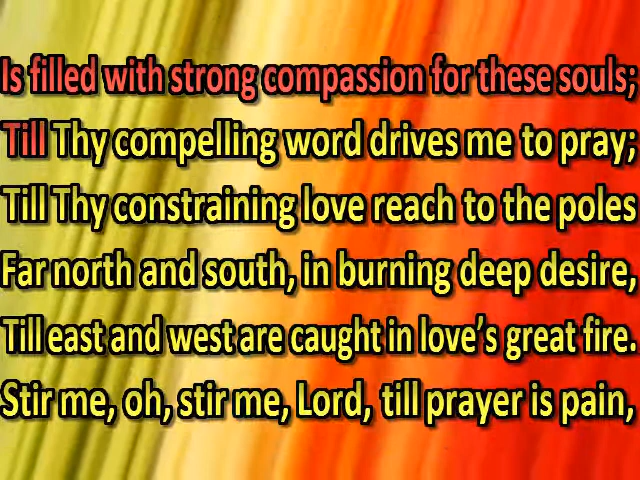 Is filled with strong compassion for these souls;
Till Thy compelling word drives me to pray;
Till Thy constraining love reach to the poles
Far north and south, in burning deep desire,
Till east and west are caught in love's great fire.
Stir me, oh, stir me, Lord, till prayer is pain,